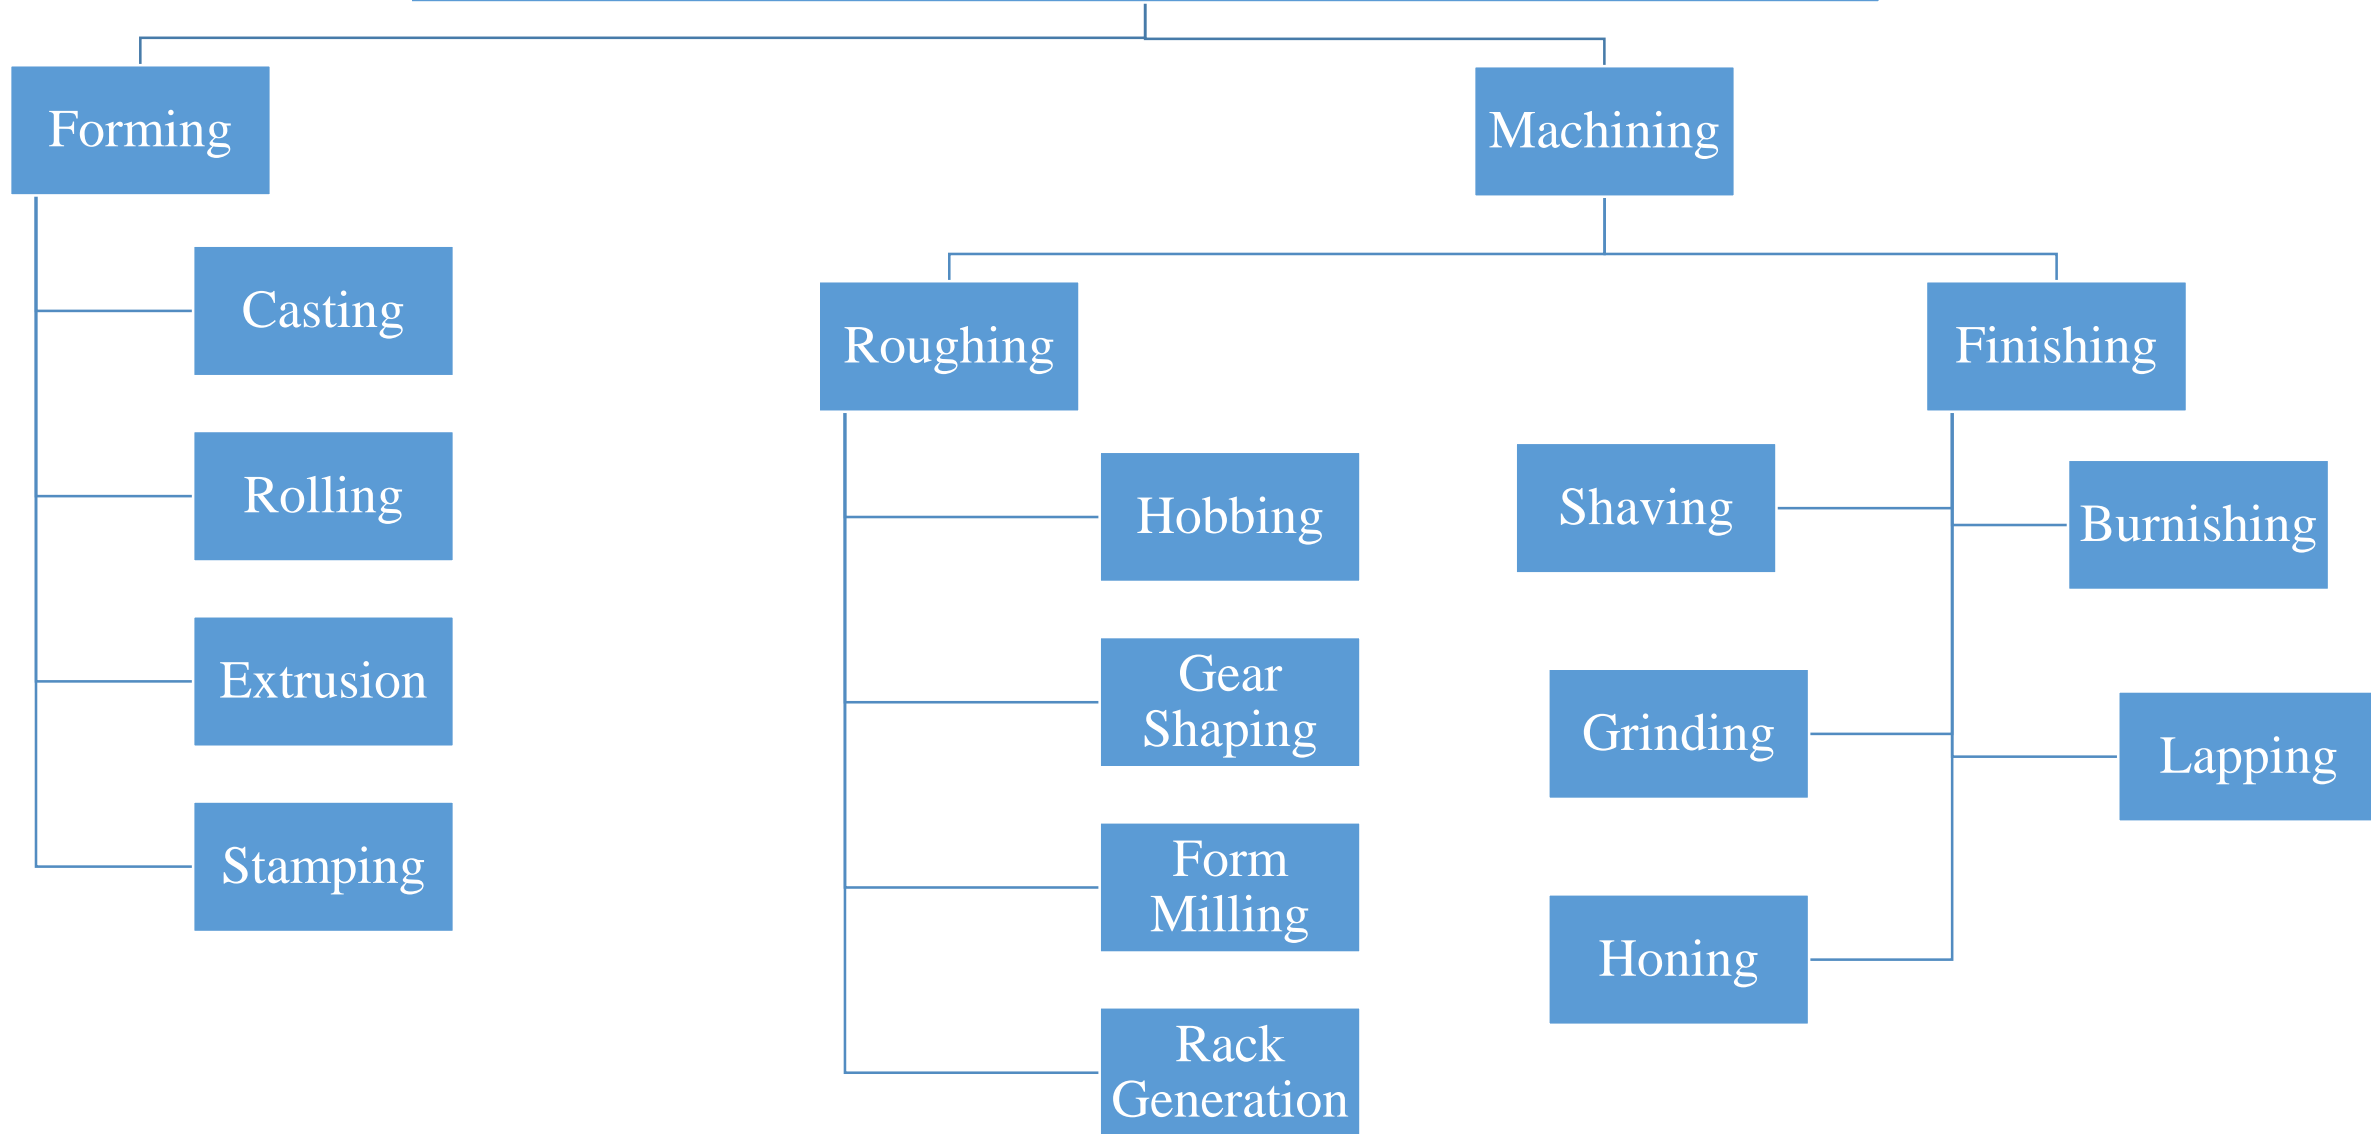 Forming
Machining
Casting
Rolling
Extrusion
Stamping
Roughing
Hobbing
Gear
Shaping
Form
Milling
Rack
Generation
Finishing
Shaving
Burnishing
Grinding
Lapping
Honing